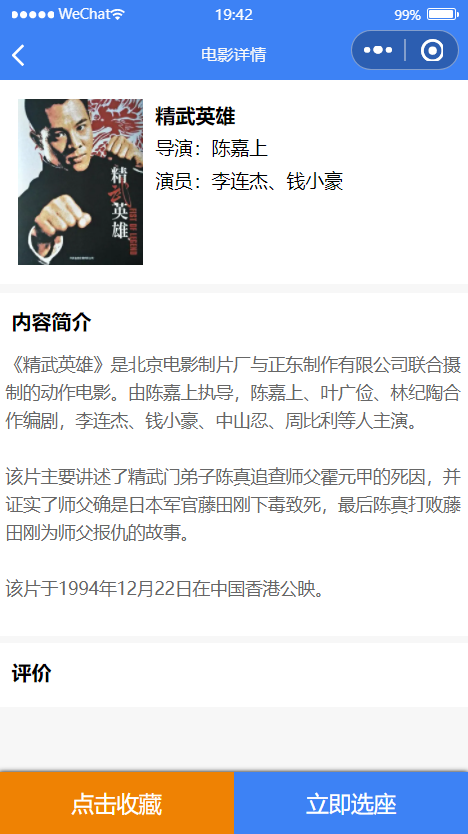 WeChat
19:42
99%
电影详情
精武英雄
导演：陈嘉上
演员：李连杰、钱小豪
精武英雄
FIST OF LEGEND
内容简介
《精武英雄》是北京电影制片厂与正东制作有限公司联合摄
制的动作电影。由陈嘉上执导，陈嘉上、叶广俭、林纪陶合
作编剧，李连杰、钱小豪、中山忍、周比利等人主演。
该片主要讲述了精武门弟子陈真追查师父霍元甲的死因，并
证实了师父确是日本军官藤田刚下毒致死，最后陈真打败藤
田刚为师父报仇的故事。
该片于1994年12月22日在中国香港公映。
评价
点击收藏
立即选座